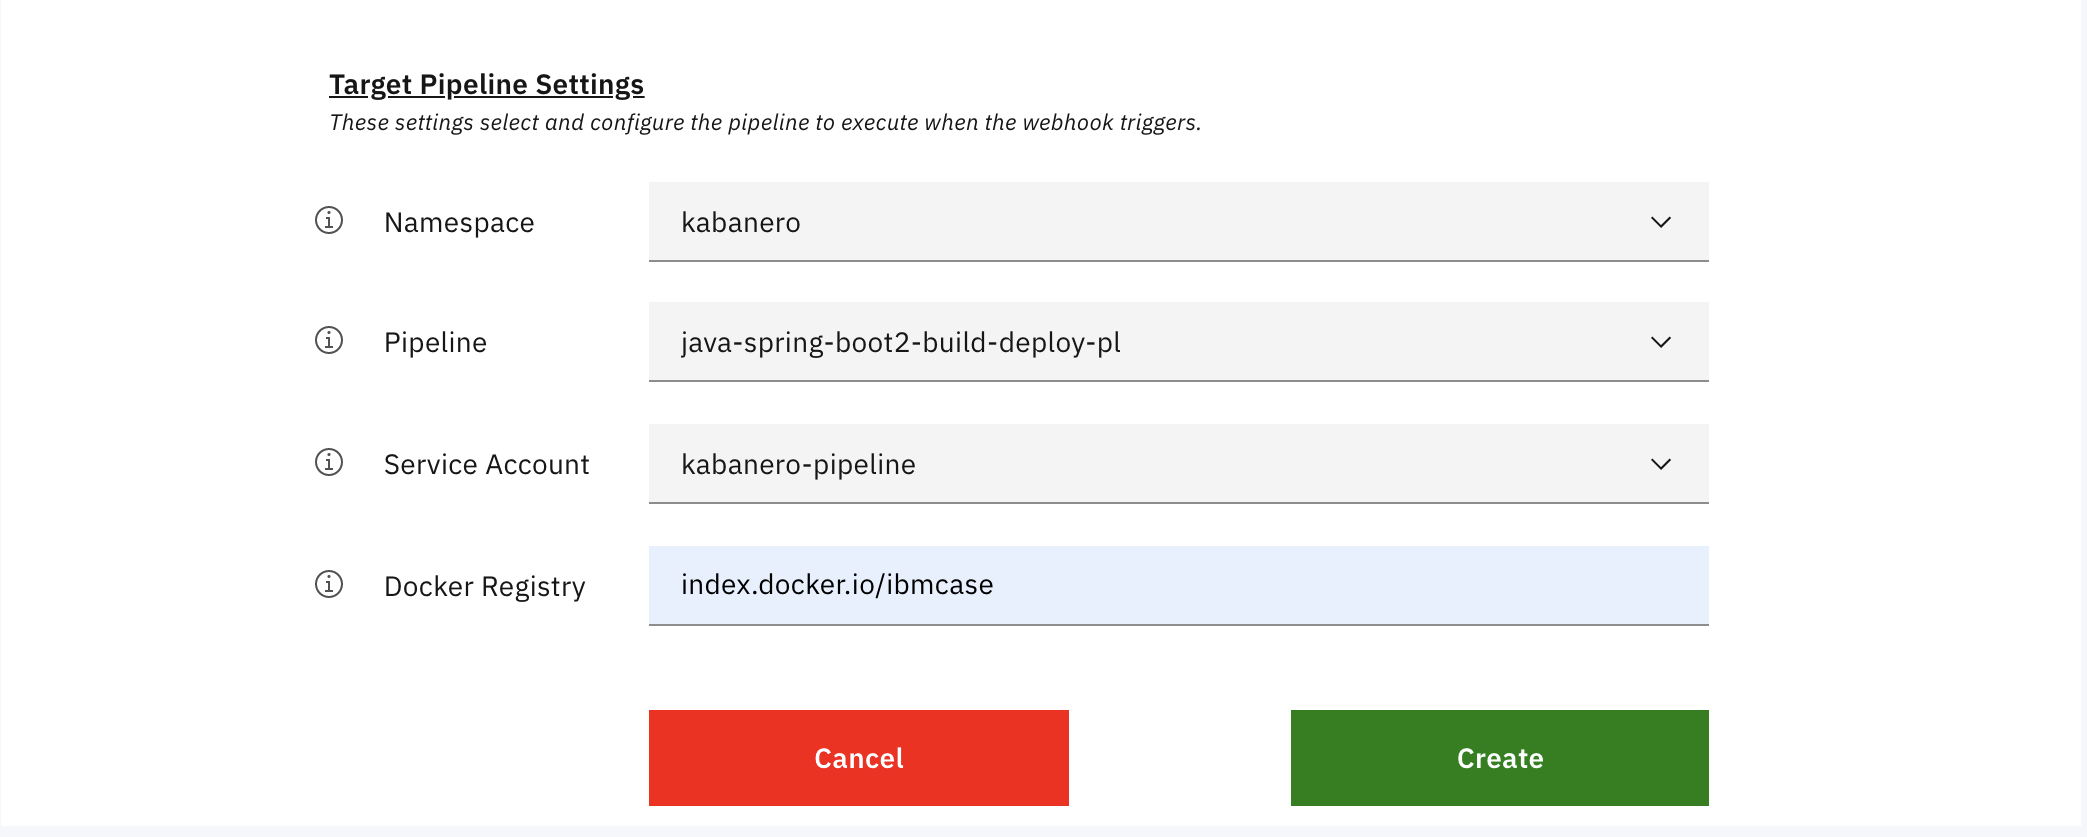 Target Pipeline Settings
These settings select and configure the pipeline to execute when the webhook triggers.
Namespace kabanero
Pipeline java-spring-boot2-build-deploy-pl
Service Account kabanero-pipeline
Docker Registry index.docker.io/ibmcase
Cancel Create